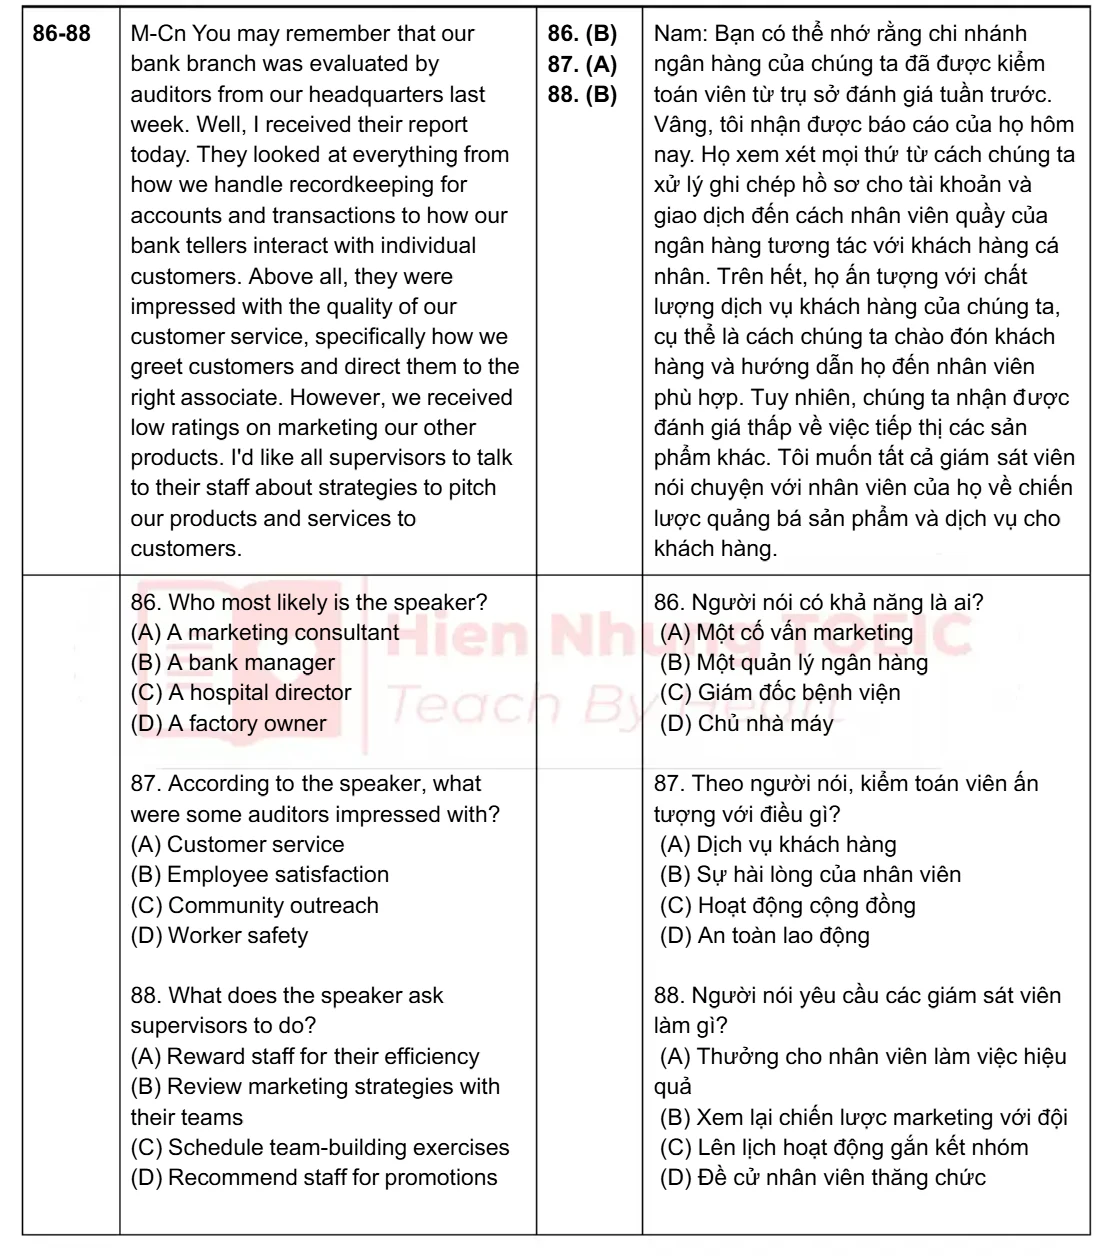 86-88
M-Cn You may remember that our
bank branch was evaluated by
auditors from our headquarters last
week. Well, I received their report
today. They looked at everything from
how we handle recordkeeping for
accounts and transactions to how our
bank tellers interact with individual
customers. Above all, they were
impressed with the quality of our
customer service, specifically how we
greet customers and direct them to the
right associate. However, we received
low ratings on marketing our other
products. I'd like all supervisors to talk
to their staff about strategies to pitch
our products and services to
customers.
86. (B)
87. (A)
88. (B)
Nam: Bạn có thể nhớ rằng chi nhánh
ngân hàng của chúng ta đã được kiểm
toán viên từ trụ sở đánh giá tuần trước.
Vâng, tôi nhận được báo cáo của họ hôm
nay. Họ xem xét mọi thứ từ cách chúng ta
xử lý ghi chép hồ sơ cho tài khoản và
giao dịch đến cách nhân viên quầy của
ngân hàng tương tác với khách hàng cá
nhân. Trên hết, họ ấn tượng với chất
lượng dịch vụ khách hàng của chúng ta,
cụ thể là cách chúng ta chào đón khách
hàng và hướng dẫn họ đến nhân viên
phù hợp. Tuy nhiên, chúng ta nhận được
đánh giá thấp về việc tiếp thị các sản
phẩm khác. Tôi muốn tất cả giám sát viên
nói chuyện với nhân viên của họ về chiến
lược quảng bá sản phẩm và dịch vụ cho
khách hàng.
86. Who most likely is the speaker?
(A) A marketing consultant
(B) A bank manager
(C) A hospital director
(D) A factory owner
87. According to the speaker, what
were some auditors impressed with?
(A) Customer service
(B) Employee satisfaction
(C) Community outreach
(D) Worker safety
88. What does the speaker ask
supervisors to do?
(A) Reward staff for their efficiency
(B) Review marketing strategies with
their teams
(C) Schedule team-building exercises
(D) Recommend staff for promotions
86. Người nói có khả năng là ai?
(A) Một cố vấn marketing
(B) Một quản lý ngân hàng
(C) Giám đốc bệnh viện
(D) Chủ nhà máy
87. Theo người nói, kiểm toán viên ấn
tượng với điều gì?
(A) Dịch vụ khách hàng
(B) Sự hài lòng của nhân viên
(C) Hoạt động cộng đồng
(D) An toàn lao động
88. Người nói yêu cầu các giám sát viên
làm gì?
(A) Thưởng cho nhân viên làm việc hiệu
quả
(B) Xem lại chiến lược marketing với đội
(C) Lên lịch hoạt động gắn kết nhóm
(D) Đề cử nhân viên thăng chức
Hien Nhung TOEIC
Teach By Heart